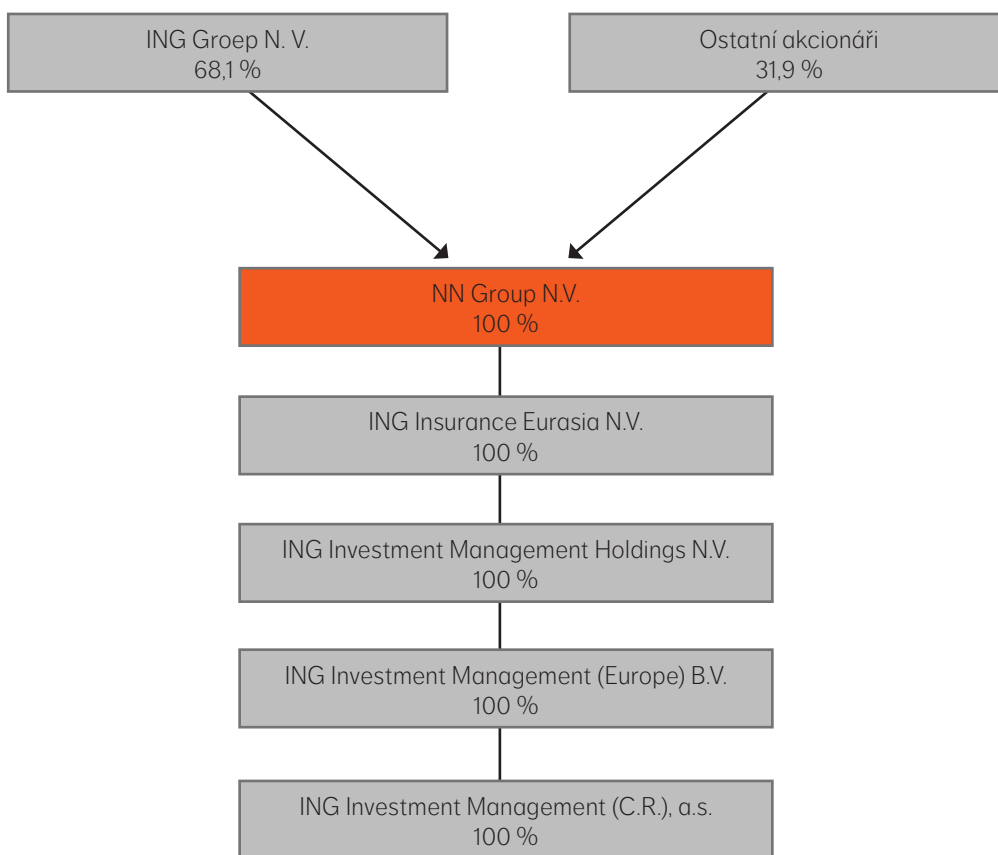 ING Groep N. V.
68,1 %
Ostatní akcionáři
31,9 %
NN Group N.V.
100 %
ING Insurance Eurasia N.V.
100 %
ING Investment Management Holdings N.V.
100 %
ING Investment Management (Europe) B.V.
100 %
ING Investment Management (C.R.), a.s.
100 %